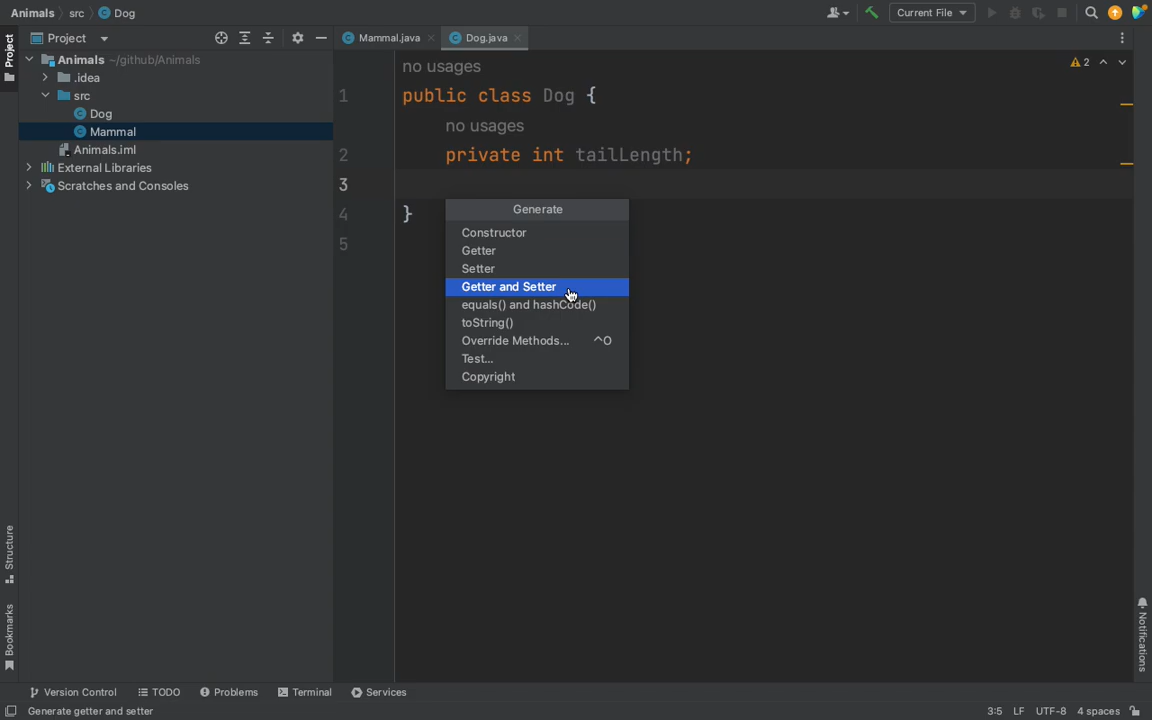 Animals src Dog
Current File
Project
Mammal.java Dog.java
Project
Animals ~/github/Animals
.idea
src
Dog
Mammal
Animals.iml
External Libraries
Scratches and Consoles
no usages
2
1 public class Dog {
no usages
2 private int tailLength;
3
4 }
5
Generate
Constructor
Getter
Setter
Getter and Setter
equals() and hashCode()
toString()
Override Methods... ^O
Test...
Copyright
Structure
Bookmarks
Notifications
Version Control TODO Problems Terminal Services
Generate getter and setter 3:5 LF UTF-8 4 spaces